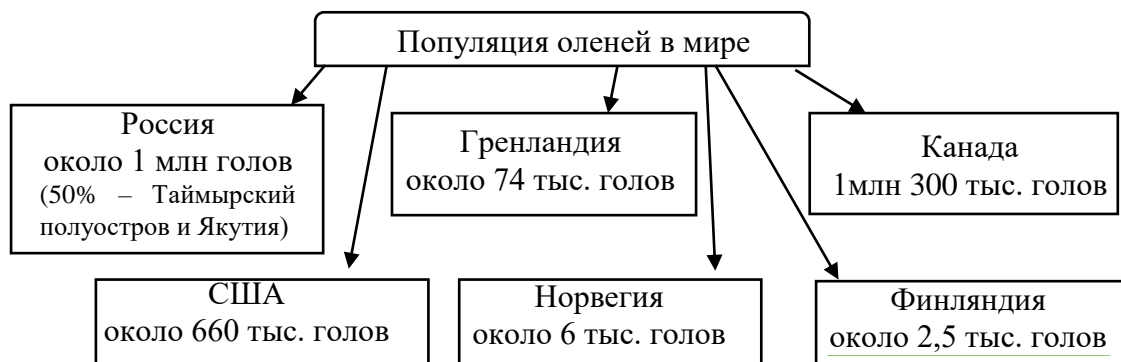 Популяция оленей в мире
Россия
около 1 млн голов
(50% – Таймырский
полуостров и Якутия)
Гренландия
около 74 тыс. голов
Канада
1млн 300 тыс. голов
США
около 660 тыс. голов
Норвегия
около 6 тыс. голов
Финляндия
около 2,5 тыс. голов